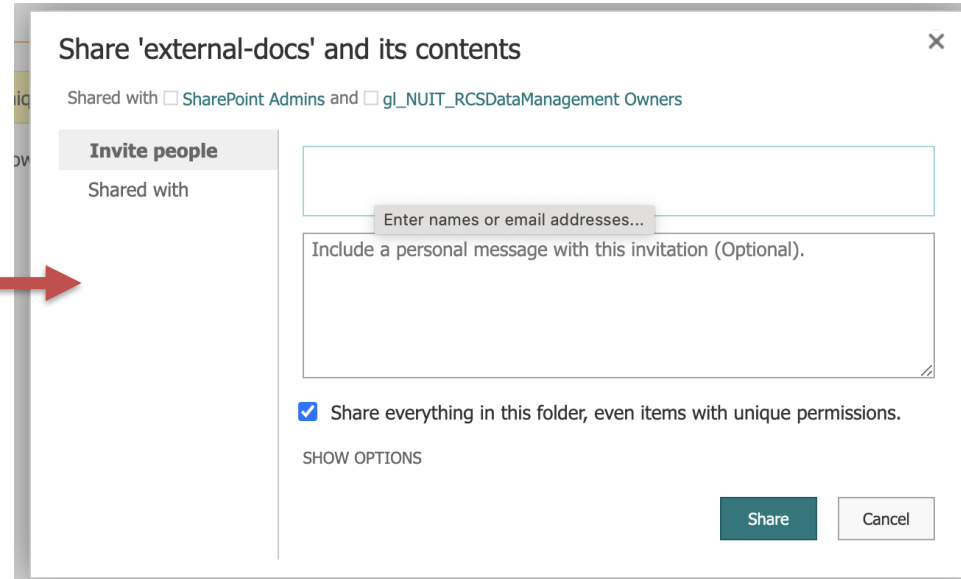 Share 'external-docs' and its contents
Shared with SharePoint Admins and gl_NUIT_RCSDataManagement Owners
Invite people
Shared with
Enter names or email addresses...
Include a personal message with this invitation (Optional).
Share everything in this folder, even items with unique permissions.
SHOW OPTIONS
Share
Cancel